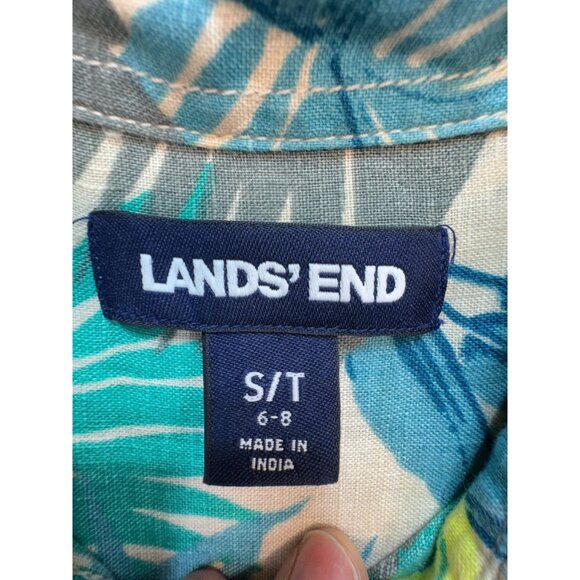 LANDS' END
S/T
6-8
MADE IN
INDIA